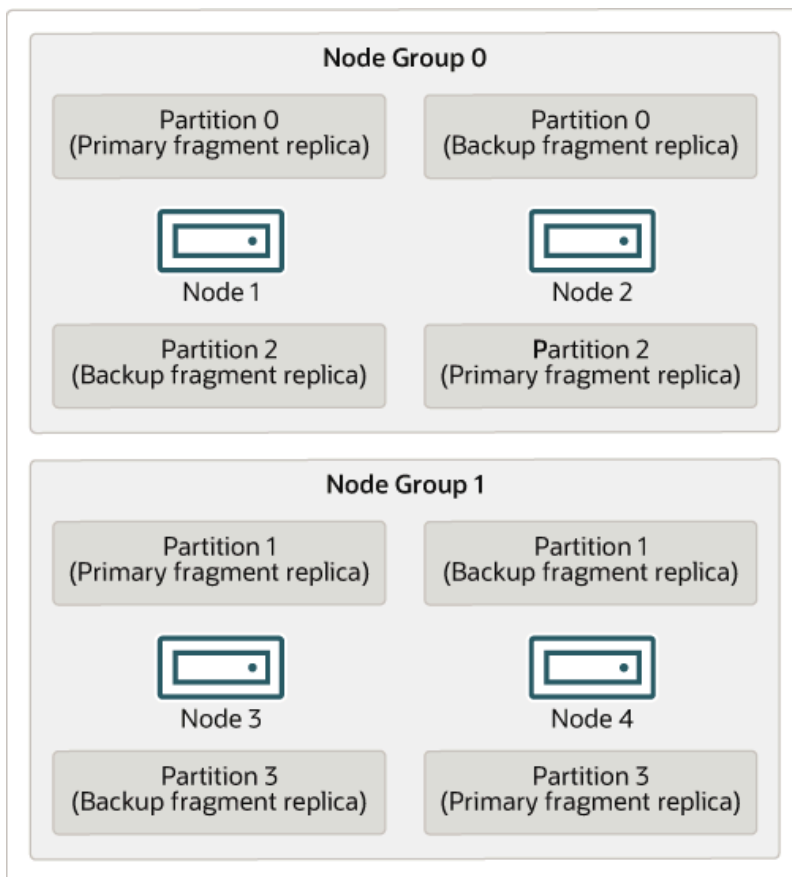 Node Group 0
Partition 0
(Primary fragment replica)
Partition 0
(Backup fragment replica)
Node 1
Node 2
Partition 2
(Backup fragment replica)
Partition 2
(Primary fragment replica)
Node Group 1
Partition 1
(Primary fragment replica)
Partition 1
(Backup fragment replica)
Node 3
Node 4
Partition 3
(Backup fragment replica)
Partition 3
(Primary fragment replica)